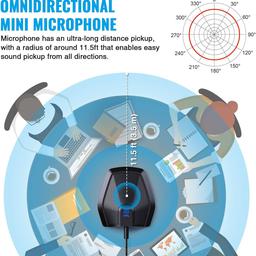 OMNIDIRECTIONAL
MINI MICROPHONE
Microphone has an ultra-long distance pickup,
with a radius of around 11.5ft that enables easy
sound pickup from all directions.
0°
330°
30°
300°
60°
270°
90°
240°
120°
210°
150°
180°
11.5 ft (3.5 m)